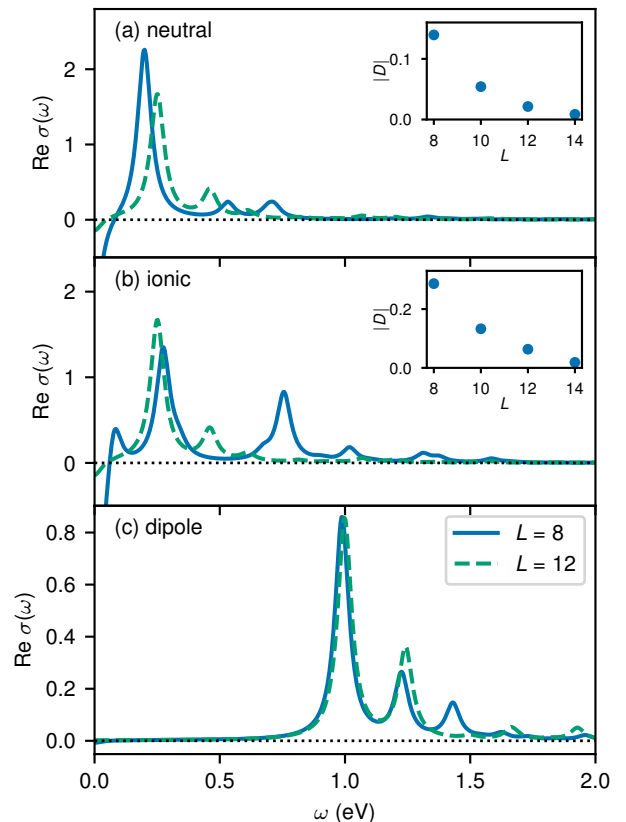 (a) neutral
Re σ(ω)
2
1
0
|D|
0.1
0.0
8 10 12 14
L
(b) ionic
Re σ(ω)
2
1
0
|D|
0.2
0.0
8 10 12 14
L
(c) dipole
Re σ(ω)
0.8
0.6
0.4
0.2
0.0
L = 8
L = 12
0.0 0.5 1.0 1.5 2.0
ω (eV)